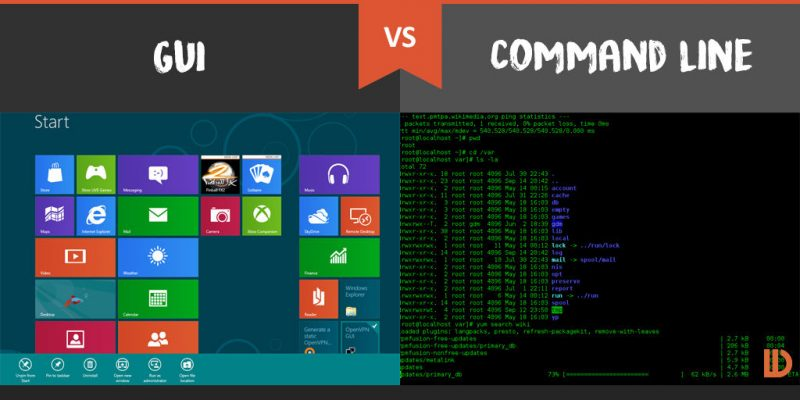 GUI
VS
COMMAND LINE
Start
Store
Xbox LIVE Games
Messaging
Pinball FX2
Solitaire
Music
Maps
Internet Explorer
Mail
Camera
Xbox Companion
SkyDrive
Remote Desktop
Video
Weather
Finance
Desktop
Calendar
Reader
Windows Explorer
Generate a static OpenVPN...
OpenVPN GUI
Unpin from Start
Pin to taskbar
Uninstall
Open new window
Run as administrator
Open file location
--- text.pmtpa.wikimedia.org ping statistics ---
packets transmitted, 1 received, 0% packet loss, time 0ms
tt min/avg/max/mdev = 540.528/540.528/540.528/0.000 ms
root@localhost ~]# pwd
root
root@localhost ~]# cd /var
root@localhost var]# ls -la
otal 72
rwxr-xr-x. 18 root root 4096 Jul 30 22:43 .
rwxr-xr-x. 23 root root 4096 Sep 14 20:42 ..
rwxr-xr-x. 2 root root 4096 May 14 00:15 account
rwxr-xr-x. 11 root root 4096 Jul 31 22:26 cache
rwxr-xr-x. 3 root root 4096 May 18 16:03 db
rwxr-xr-x. 3 root root 4096 May 18 16:03 empty
rwxr-xr-x. 2 root root 4096 May 18 16:03 games
rwxrwx--T. 2 root gdm 4096 Jun 2 18:39 gdm
rwxr-xr-x. 38 root root 4096 May 18 16:03 lib
rwxr-xr-x. 2 root root 4096 May 18 16:03 local
rwxrwxrwx. 1 root root 11 May 14 00:12 lock -> ../run/lock
rwxr-xr-x. 14 root root 4096 Sep 14 20:42 log
rwxrwxrwx. 1 root root 10 Jul 30 22:43 mail -> spool/mail
rwxr-xr-x. 2 root root 4096 May 18 16:03 nis
rwxr-xr-x. 2 root root 4096 May 18 16:03 opt
rwxr-xr-x. 2 root root 4096 May 18 16:03 preserve
rwxr-xr-x. 2 root root 4096 Jul 1 22:11 report
rwxrwxrwx. 1 root root 6 May 14 00:12 run -> ../run
rwxr-xr-x. 14 root root 4096 May 18 16:03 spool
rwxrwxrwt. 4 root root 4096 Sep 12 23:50 tmp
rwxr-xr-x. 2 root root 4096 May 18 16:03 yp
root@localhost var]# yum search wiki
oaded plugins: langpacks, presto, refresh-packagekit, remove-with-leaves
pmfusion-free-updates | 2.7 kB 00:00
pmfusion-free-updates/primary_db | 206 kB 00:04
pmfusion-nonfree-updates | 2.7 kB 00:00
pdates/metalink | 5.9 kB 00:00
pdates | 4.7 kB 00:00
pdates/primary_db 73% [ 62 kB/s | 2.6 MB ETA